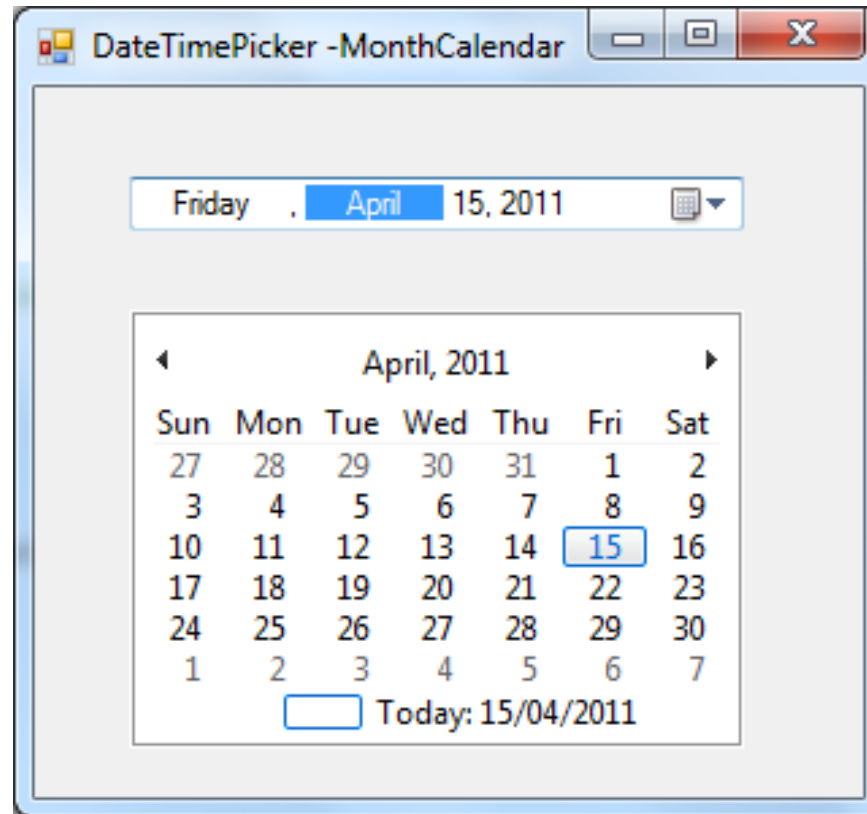 DateTimePicker -MonthCalendar
Friday , April 15, 2011
April, 2011
Sun Mon Tue Wed Thu Fri Sat
27 28 29 30 31 1 2
3 4 5 6 7 8 9
10 11 12 13 14 15 16
17 18 19 20 21 22 23
24 25 26 27 28 29 30
1 2 3 4 5 6 7
Today: 15/04/2011